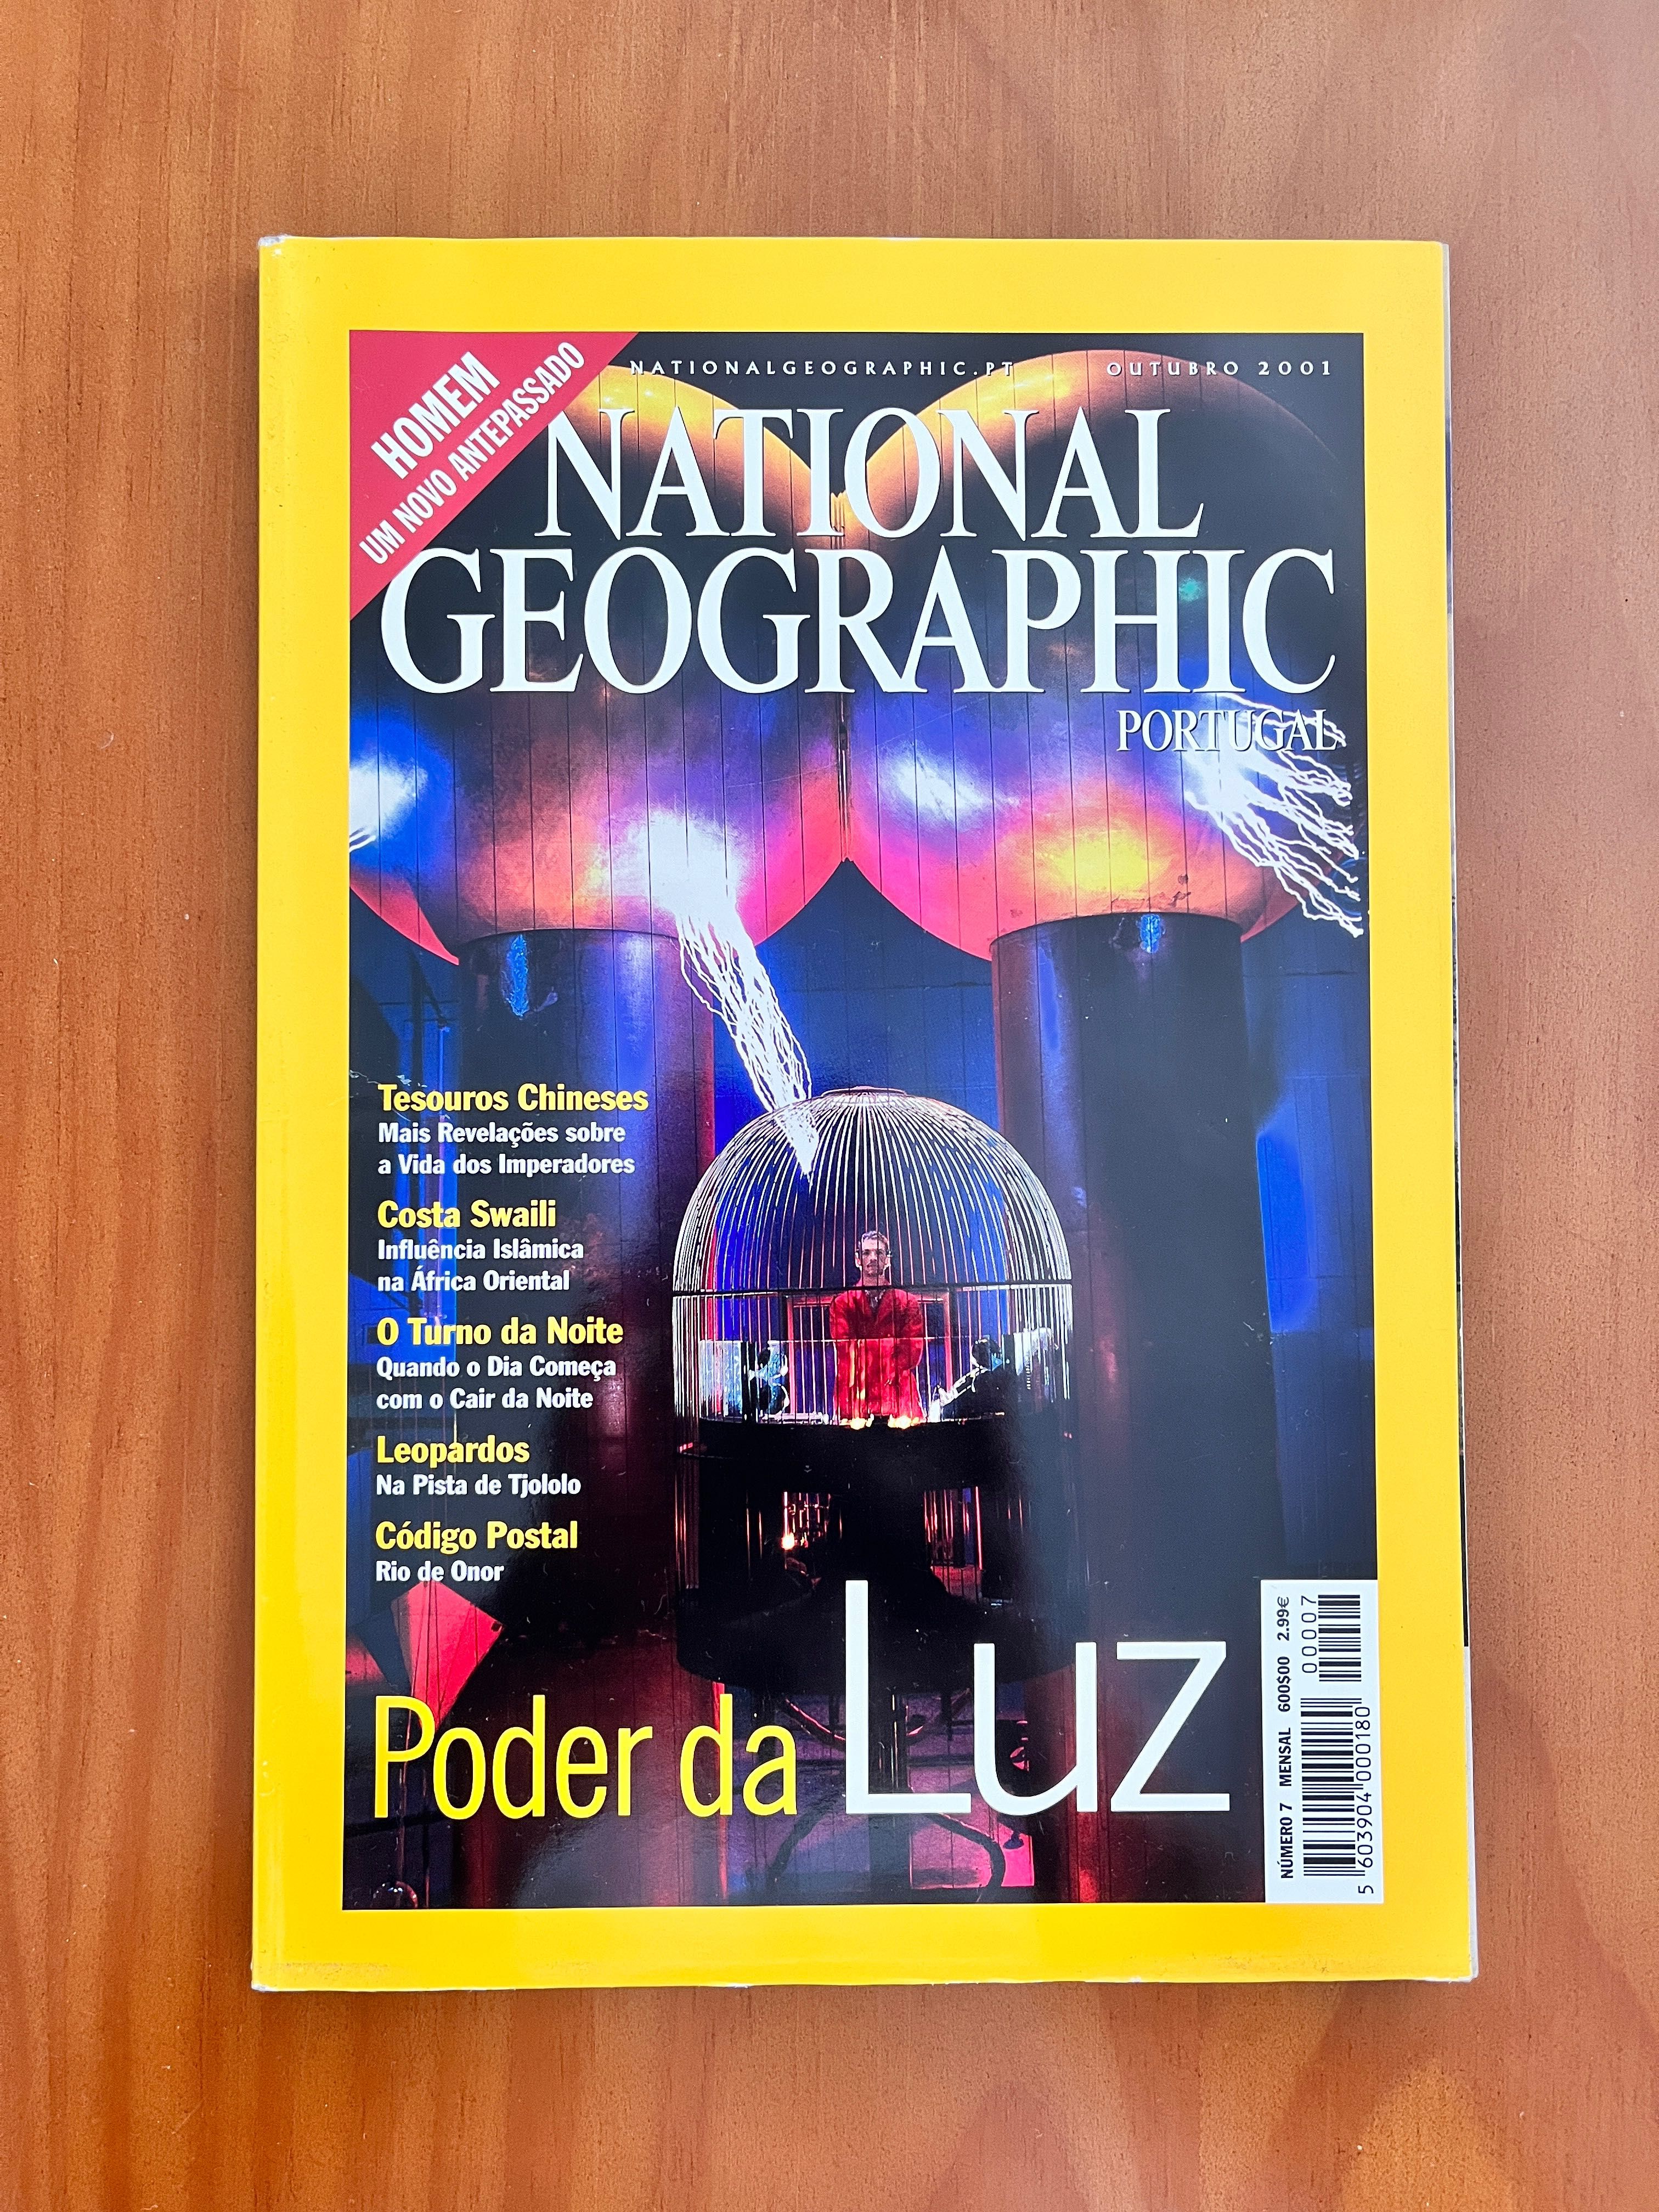 HOMEM
UM NOVO ANTEPASSADO
NATIONALGEOGRAPHIC.PT OUTUBRO 2001
NATIONAL
GEOGRAPHIC
PORTUGAL
Tesouros Chineses
Mais Revelações sobre
a Vida dos Imperadores
Costa Swaili
Influência Islâmica
na África Oriental
O Turno da Noite
Quando o Dia Começa
com o Cair da Noite
Leopardos
Na Pista de Tjololo
Código Postal
Rio de Onor
Poder da Luz
NÚMERO 7 MENSAL 600$00 2.99€
00007
5 603904 000180